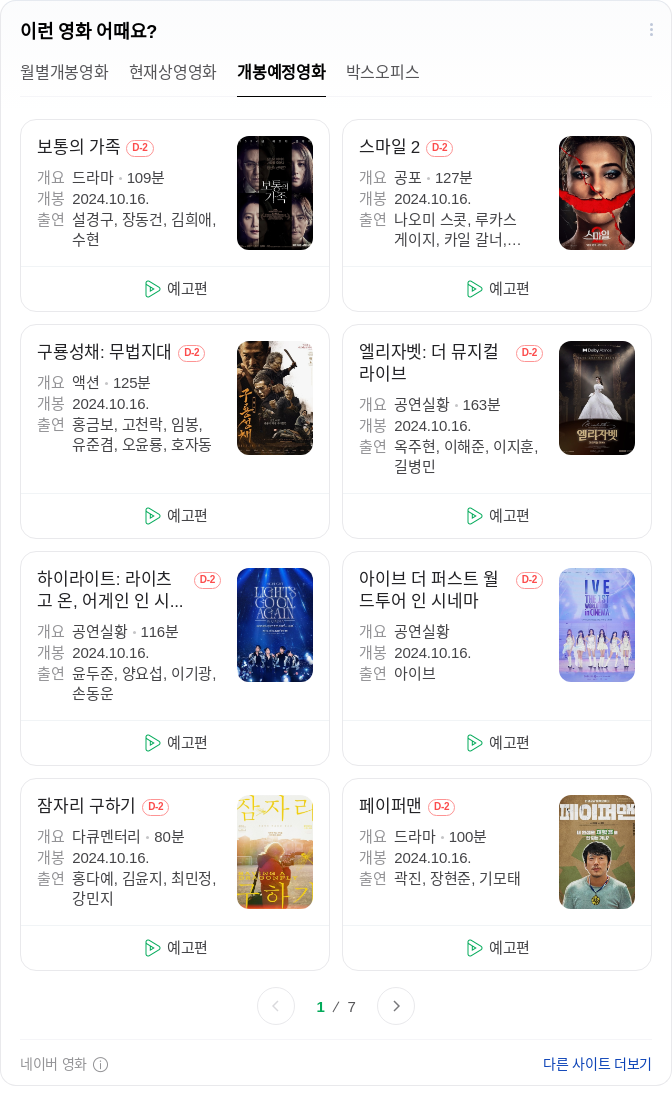 이런 영화 어때요?
월별개봉영화 현재상영영화 개봉예정영화 박스오피스
보통의 가족 D-2
개요 드라마 · 109분
개봉 2024.10.16.
출연 설경구, 장동건, 김희애,
수현
보통의
가족
예고편
스마일 2 D-2
개요 공포 · 127분
개봉 2024.10.16.
출연 나오미 스콧, 루카스
게이지, 카일 갈너,...
스마일
예고편
구룡성채: 무법지대 D-2
개요 액션 · 125분
개봉 2024.10.16.
출연 홍금보, 고천락, 임봉,
유준겸, 오윤룡, 호자동
구룡성채
예고편
엘리자벳: 더 뮤지컬 D-2
라이브
개요 공연실황 · 163분
개봉 2024.10.16.
출연 옥주현, 이해준, 이지훈,
길병민
엘리자벳
예고편
하이라이트: 라이츠 D-2
고 온, 어게인 인 시...
개요 공연실황 · 116분
개봉 2024.10.16.
출연 윤두준, 양요섭, 이기광,
손동운
LIGHTS
GO ON
AGAIN
예고편
아이브 더 퍼스트 월 D-2
드투어 인 시네마
개요 공연실황
개봉 2024.10.16.
출연 아이브
IVE
THE 1ST
WORLD TOUR
in CINEMA
예고편
잠자리 구하기 D-2
개요 다큐멘터리 · 80분
개봉 2024.10.16.
출연 홍다예, 김윤지, 최민정,
강민지
잠자리
구하기
예고편
페이퍼맨 D-2
개요 드라마 · 100분
개봉 2024.10.16.
출연 곽진, 장현준, 기모태
페이퍼맨
예고편
1 / 7
네이버 영화
다른 사이트 더보기